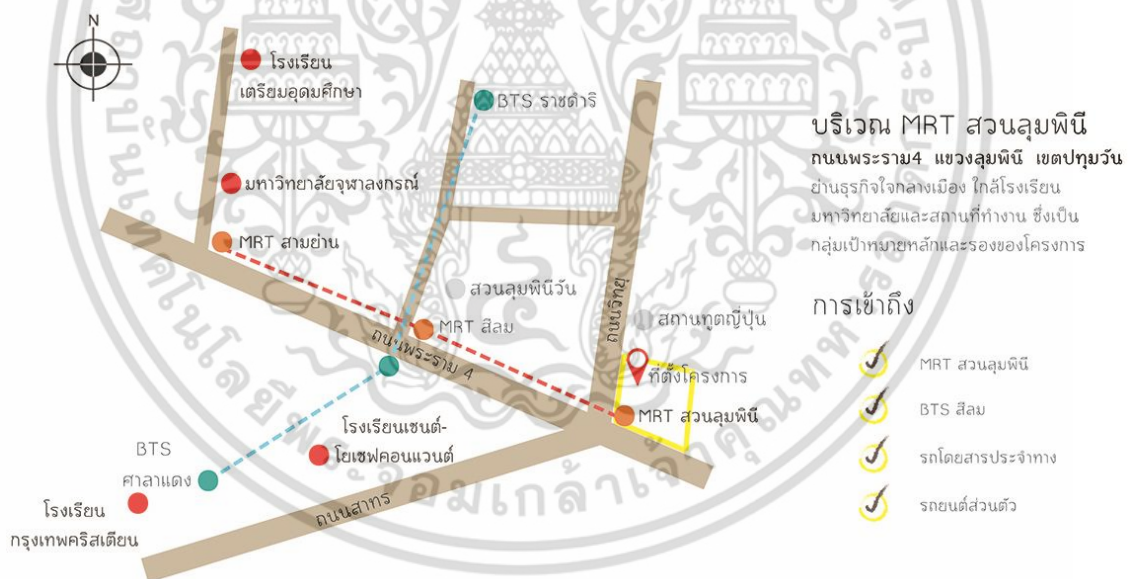 N
โรงเรียน
เตรียมอุดมศึกษา
BTS ราชดำริ
มหาวิทยาลัยจุฬาลงกรณ์
MRT สามย่าน
สวนลุมพินีวัน
MRT สีลม
ถนนพระราม 4
ถนนวิทยุ
สถานทูตญี่ปุ่น
ที่ตั้งโครงการ
MRT สวนลุมพินี
โรงเรียนเซนต์-
โยเซฟคอนแวนต์
BTS
ศาลาแดง
โรงเรียน
กรุงเทพคริสเตียน
ถนนสาทร
บริเวณ MRT สวนลุมพินี
ถนนพระราม4 แขวงลุมพินี เขตปทุมวัน
ย่านธุรกิจใจกลางเมือง ใกล้โรงเรียน
มหาวิทยาลัยและสถานที่ทำงาน ซึ่งเป็น
กลุ่มเป้าหมายหลักและรองของโครงการ
การเข้าถึง
MRT สวนลุมพินี
BTS สีลม
รถโดยสารประจำทาง
รถยนต์ส่วนตัว